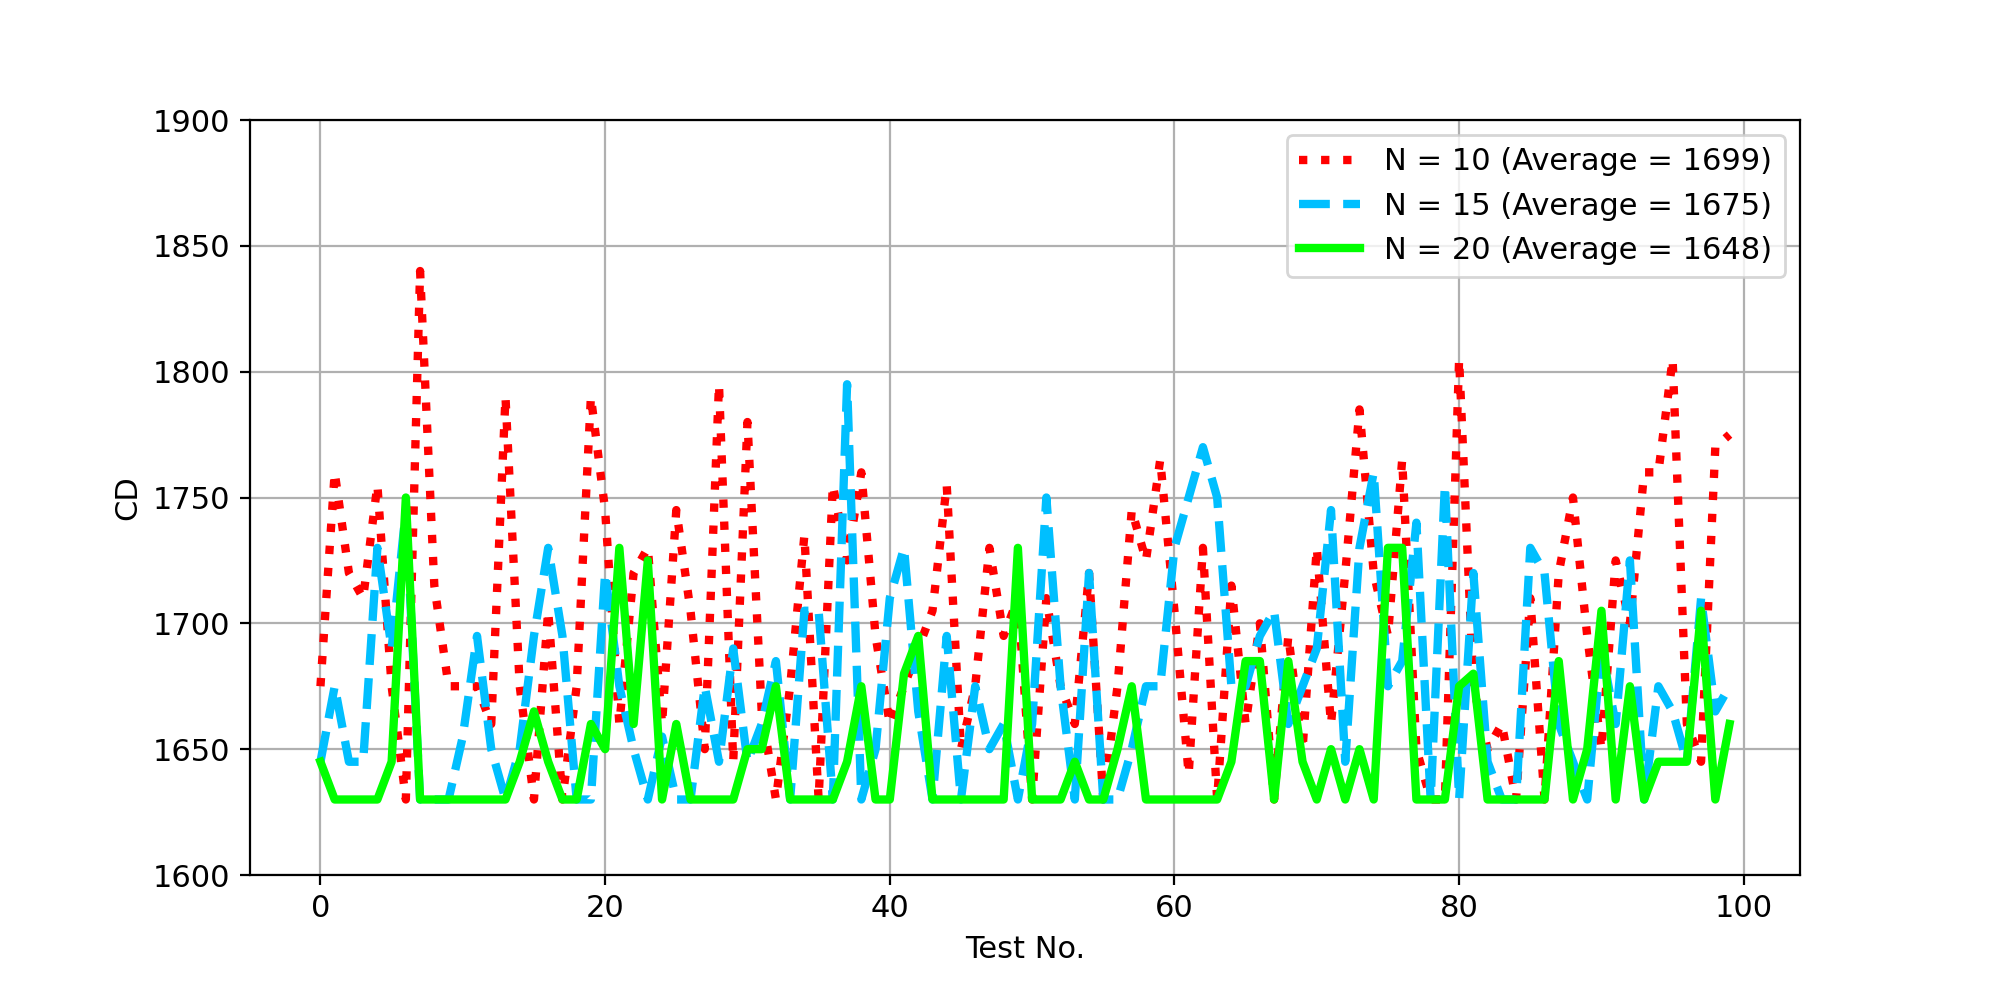 1900
1850
1800
1750
1700
1650
1600
CD
0 20 40 60 80 100
Test No.
N = 10 (Average = 1699)
N = 15 (Average = 1675)
N = 20 (Average = 1648)